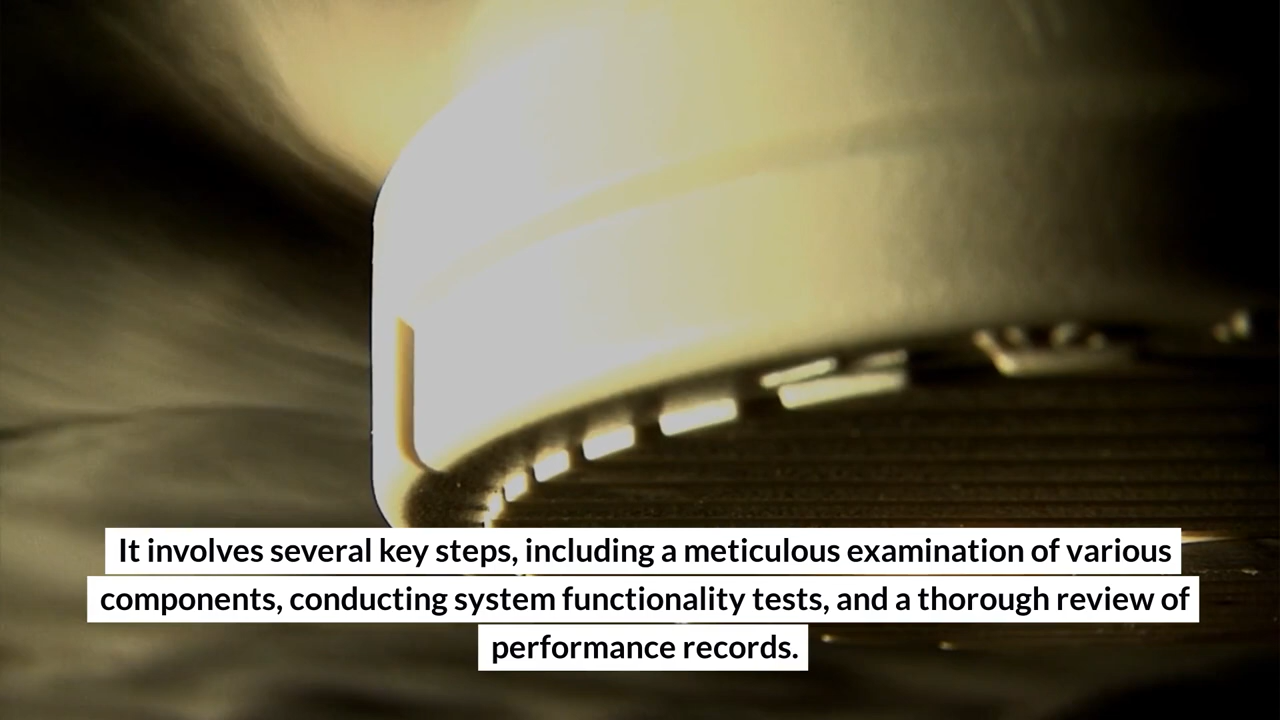 It involves several key steps, including a meticulous examination of various
components, conducting system functionality tests, and a thorough review of
performance records.